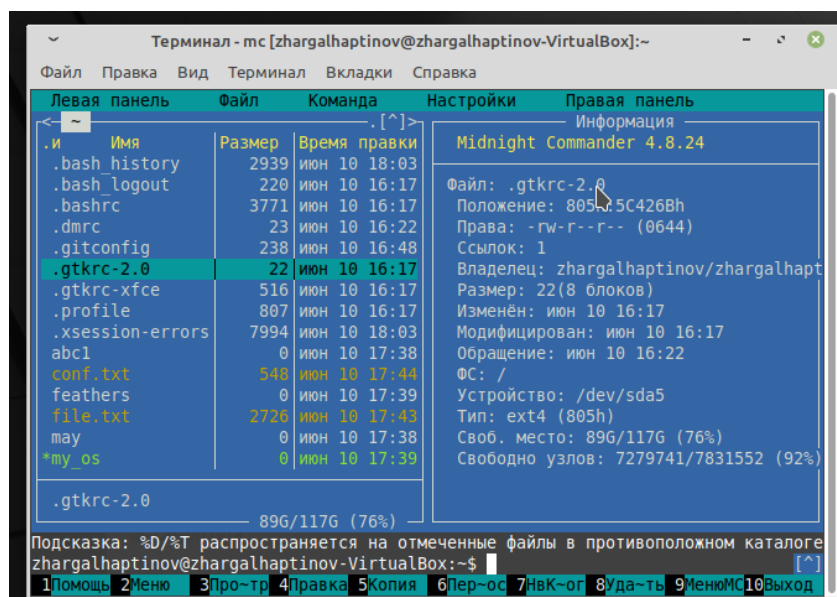 Терминал - mc [zhargalhaptinov@zhargalhaptinov-VirtualBox]:~
Файл Правка Вид Терминал Вкладки Справка
Левая панель Файл Команда Настройки Правая панель
<— ~ .[^]> Информация
.и Имя Размер Время правки Midnight Commander 4.8.24
.bash_history 2939 июн 10 18:03
.bash_logout 220 июн 10 16:17 Файл: .gtkrc-2.0
.bashrc 3771 июн 10 16:17 Положение: 805h:5C426Bh
.dmrc 23 июн 10 16:22 Права: -rw-r--r-- (0644)
.gitconfig 238 июн 10 16:48 Ссылок: 1
.gtkrc-2.0 22 июн 10 16:17 Владелец: zhargalhaptinov/zhargalhapt
.gtkrc-xfce 516 июн 10 16:17 Размер: 22(8 блоков)
.profile 807 июн 10 16:17 Изменён: июн 10 16:17
.xsession-errors 7994 июн 10 18:03 Модифицирован: июн 10 16:17
abc1 0 июн 10 17:38 Обращение: июн 10 16:22
conf.txt 548 июн 10 17:44 ФС: /
feathers 0 июн 10 17:39 Устройство: /dev/sda5
file.txt 2726 июн 10 17:43 Тип: ext4 (805h)
may 0 июн 10 17:38 Своб. место: 89G/117G (76%)
*my_os 0 июн 10 17:39 Свободно узлов: 7279741/7831552 (92%)
.gtkrc-2.0
89G/117G (76%)
Подсказка: %D/%T распространяется на отмеченные файлы в противоположном каталоге
zhargalhaptinov@zhargalhaptinov-VirtualBox:~$ [^]
1Помощь 2Меню 3Про~тр 4Правка 5Копия 6Пер~ос 7НвК~ог 8Уда~ть 9МенюMC 10Выход